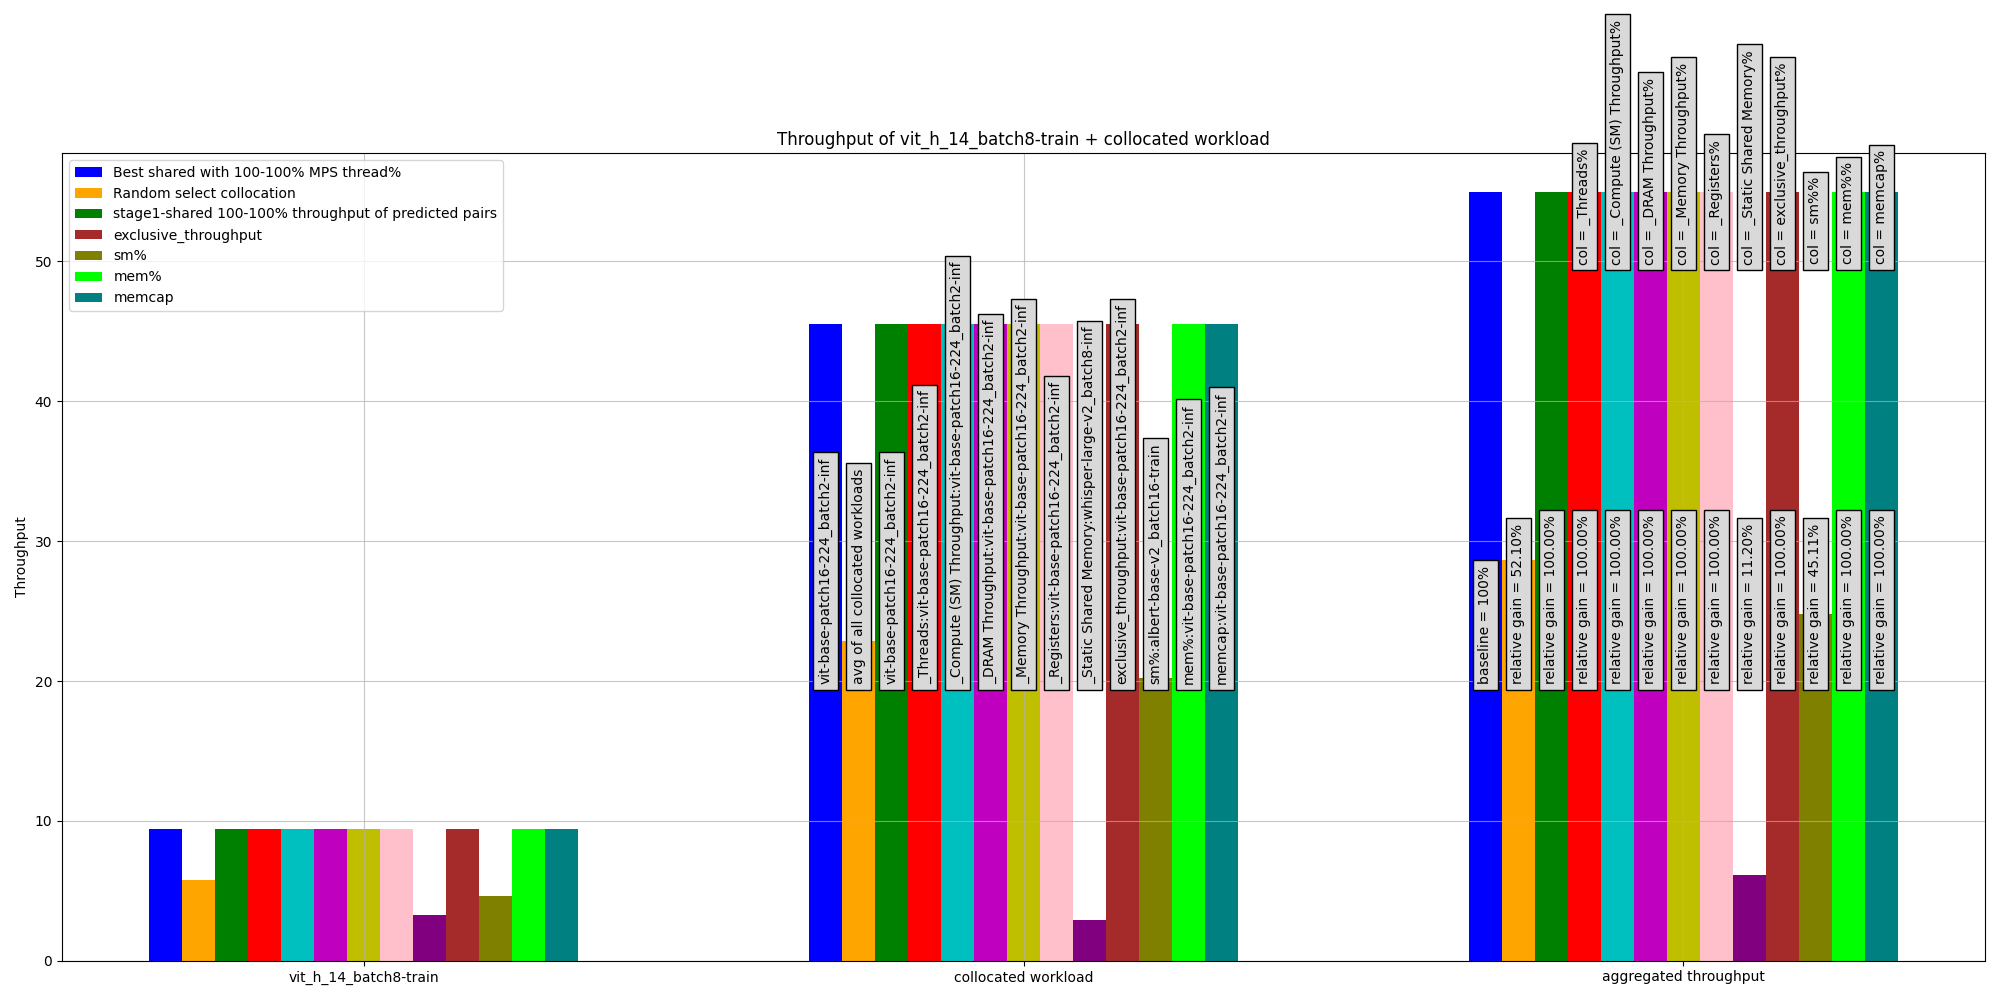 Throughput of vit_h_14_batch8-train + collocated workload
Best shared with 100-100% MPS thread%
Random select collocation
stage1-shared 100-100% throughput of predicted pairs
exclusive_throughput
sm%
mem%
memcap
Throughput
50
40
30
20
10
0
vit-base-patch16-224_batch2-inf
avg of all collocated workloads
vit-base-patch16-224_batch2-inf
_Threads:vit-base-patch16-224_batch2-inf
_Compute (SM) Throughput:vit-base-patch16-224_batch2-inf
_DRAM Throughput:vit-base-patch16-224_batch2-inf
_Memory Throughput:vit-base-patch16-224_batch2-inf
_Registers:vit-base-patch16-224_batch2-inf
_Static Shared Memory:whisper-large-v2_batch8-inf
exclusive_throughput:vit-base-patch16-224_batch2-inf
sm%:albert-base-v2_batch16-train
mem%:vit-base-patch16-224_batch2-inf
memcap:vit-base-patch16-224_batch2-inf
col = _Threads%
col = _Compute (SM) Throughput%
col = _DRAM Throughput%
col = _Memory Throughput%
col = _Registers%
col = _Static Shared Memory%
col = exclusive_throughput%
col = sm%%
col = mem%%
col = memcap%
baseline = 100%
relative gain = 52.10%
relative gain = 100.00%
relative gain = 100.00%
relative gain = 100.00%
relative gain = 100.00%
relative gain = 100.00%
relative gain = 100.00%
relative gain = 11.20%
relative gain = 100.00%
relative gain = 45.11%
relative gain = 100.00%
relative gain = 100.00%
vit_h_14_batch8-train
collocated workload
aggregated throughput